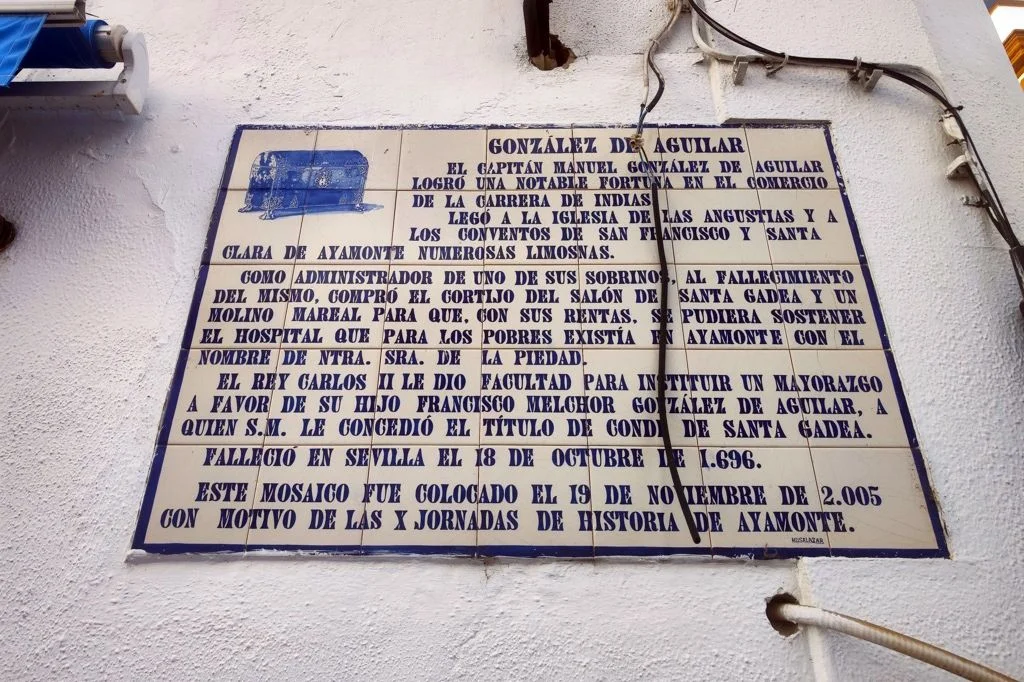 GONZÁLEZ DE AGUILAR
EL CAPITÁN MANUEL GONZÁLEZ DE AGUILAR
LOGRÓ UNA NOTABLE FORTUNA EN EL COMERCIO
DE LA CARRERA DE INDIAS
LEGÓ A LA IGLESIA DE LAS ANGUSTIAS Y A
LOS CONVENTOS DE SAN FRANCISCO Y SANTA
CLARA DE AYAMONTE NUMEROSAS LIMOSNAS.
COMO ADMINISTRADOR DE UNO DE SUS SOBRINOS, AL FALLECIMIENTO
DEL MISMO, COMPRÓ EL CORTIJO DEL SALÓN DE SANTA GADEA Y UN
MOLINO MAREAL PARA QUE, CON SUS RENTAS, SE PUDIERA SOSTENER
EL HOSPITAL QUE PARA LOS POBRES EXISTÍA EN AYAMONTE CON EL
NOMBRE DE NTRA. SRA. DE LA PIEDAD.
EL REY CARLOS II LE DIO FACULTAD PARA INSTITUIR UN MAYORAZGO
A FAVOR DE SU HIJO FRANCISCO MELCHOR GONZÁLEZ DE AGUILAR, A
QUIEN S.M. LE CONCEDIÓ EL TÍTULO DE CONDE DE SANTA GADEA.
FALLECIÓ EN SEVILLA EL 18 DE OCTUBRE DE 1.696.
ESTE MOSAICO FUE COLOCADO EL 19 DE NOVIEMBRE DE 2.005
CON MOTIVO DE LAS X JORNADAS DE HISTORIA DE AYAMONTE.